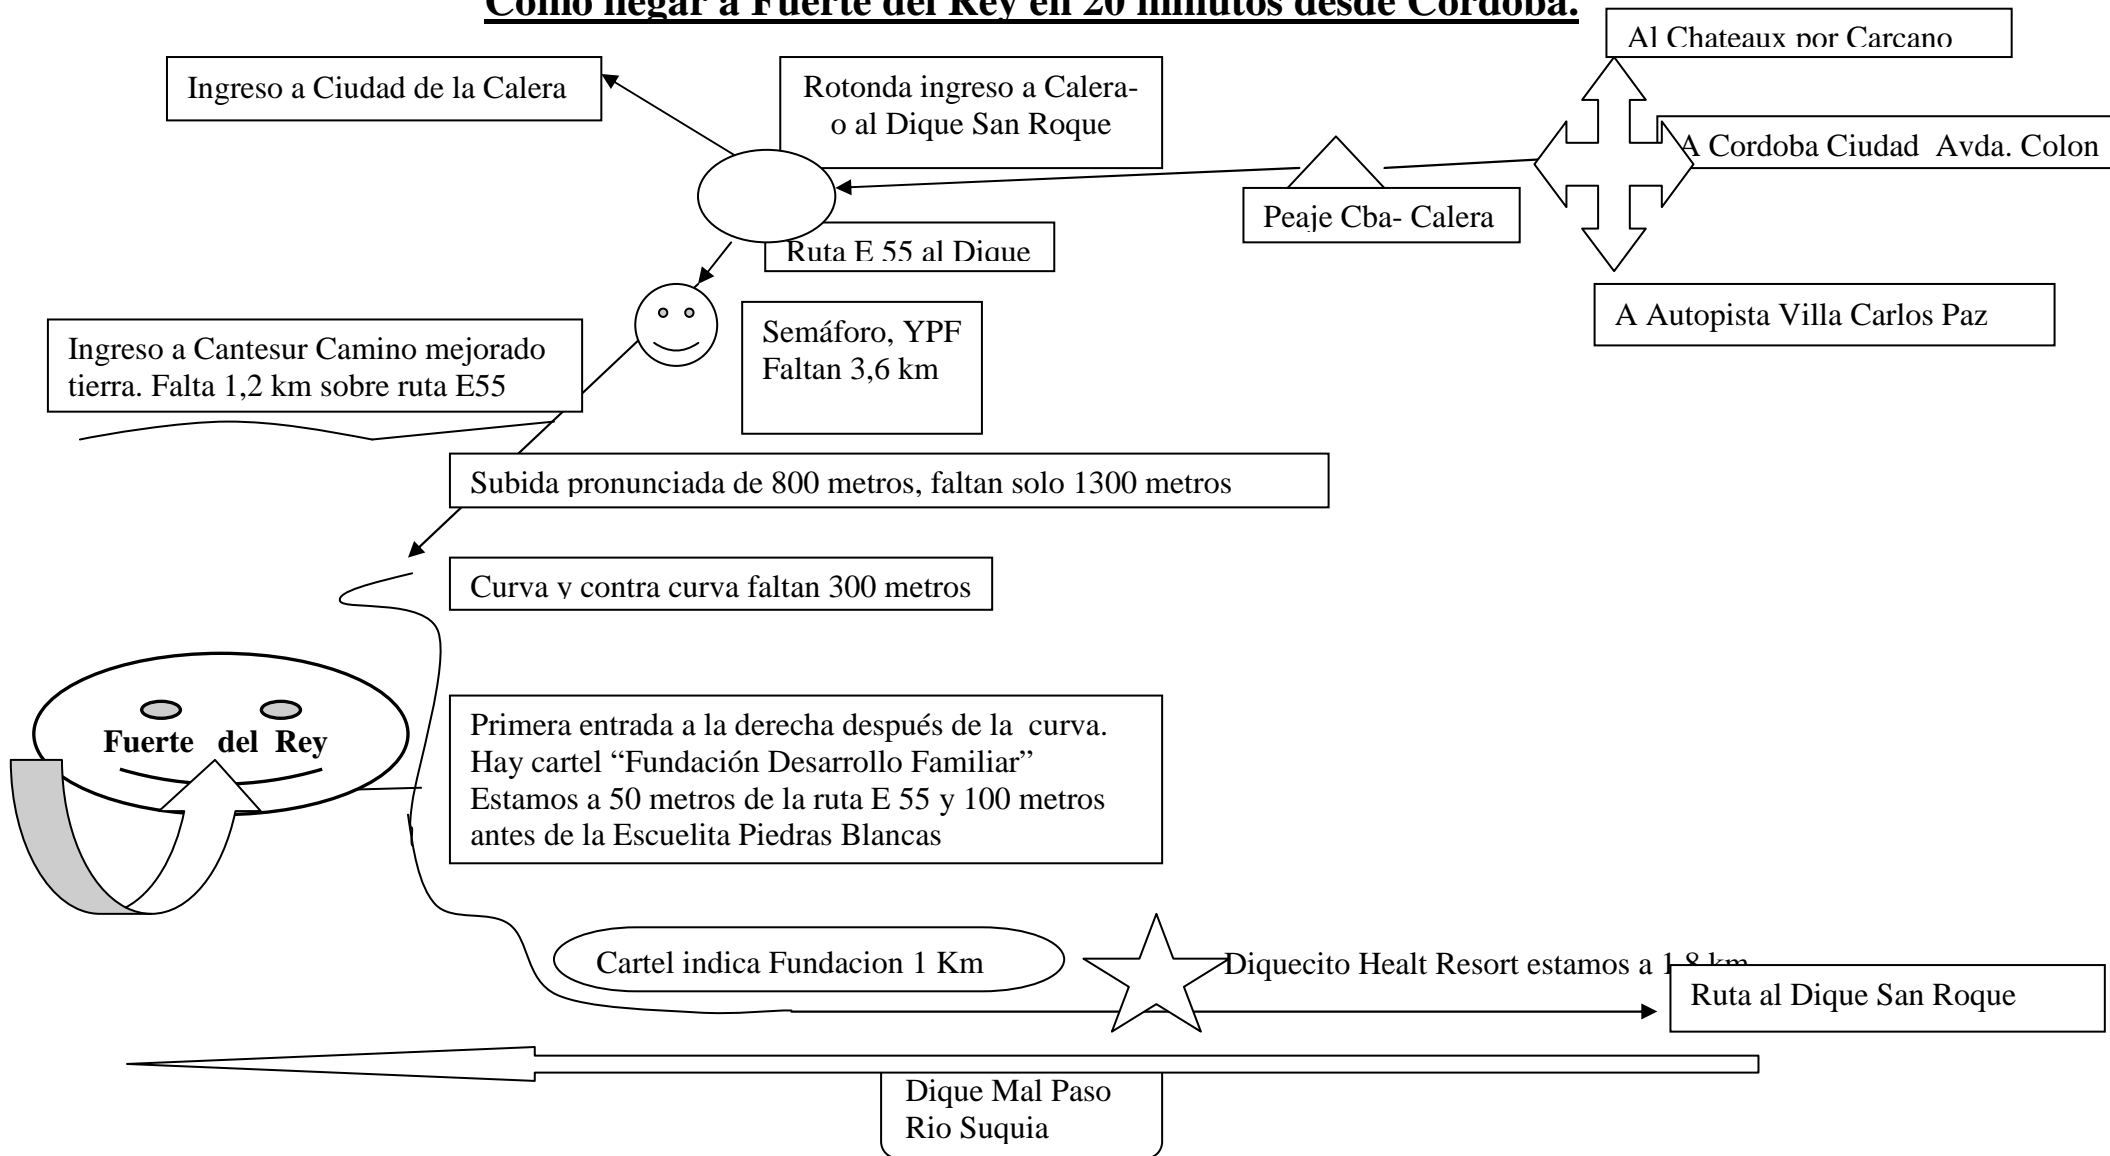 Como llegar a Fuerte del Rey en 20 minutos desde Cordoba.
Al Chateaux por Carcano
Ingreso a Ciudad de la Calera
Rotonda ingreso a Calera-
o al Dique San Roque
A Cordoba Ciudad Avda. Colon
Peaje Cba- Calera
Ruta E 55 al Dique
A Autopista Villa Carlos Paz
Semáforo, YPF
Faltan 3,6 km
Ingreso a Cantesur Camino mejorado
tierra. Falta 1,2 km sobre ruta E55
Subida pronunciada de 800 metros, faltan solo 1300 metros
Curva y contra curva faltan 300 metros
Fuerte del Rey
Primera entrada a la derecha después de la curva.
Hay cartel “Fundación Desarrollo Familiar”
Estamos a 50 metros de la ruta E 55 y 100 metros
antes de la Escuelita Piedras Blancas
Cartel indica Fundacion 1 Km
Diquecito Healt Resort estamos a 1,8 km
Ruta al Dique San Roque
Dique Mal Paso
Rio Suquia